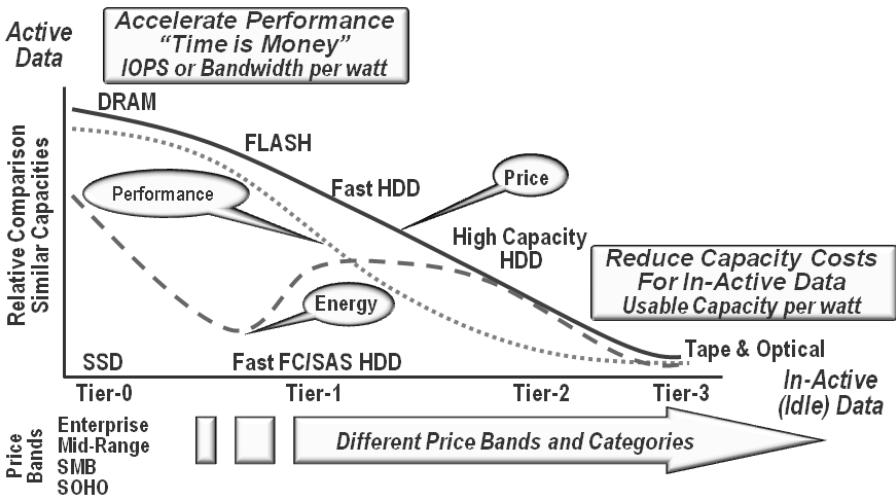 Active
Data
Accelerate Performance
“Time is Money”
IOPS or Bandwidth per watt
Relative Comparison
Similar Capacities
DRAM
FLASH
Performance
Fast HDD
Price
High Capacity
HDD
Energy
Reduce Capacity Costs
For In-Active Data
Usable Capacity per watt
Tape & Optical
SSD
Fast FC/SAS HDD
Tier-0
Tier-1
Tier-2
Tier-3
In-Active
(Idle) Data
Price
Bands
Enterprise
Mid-Range
SMB
SOHO
Different Price Bands and Categories